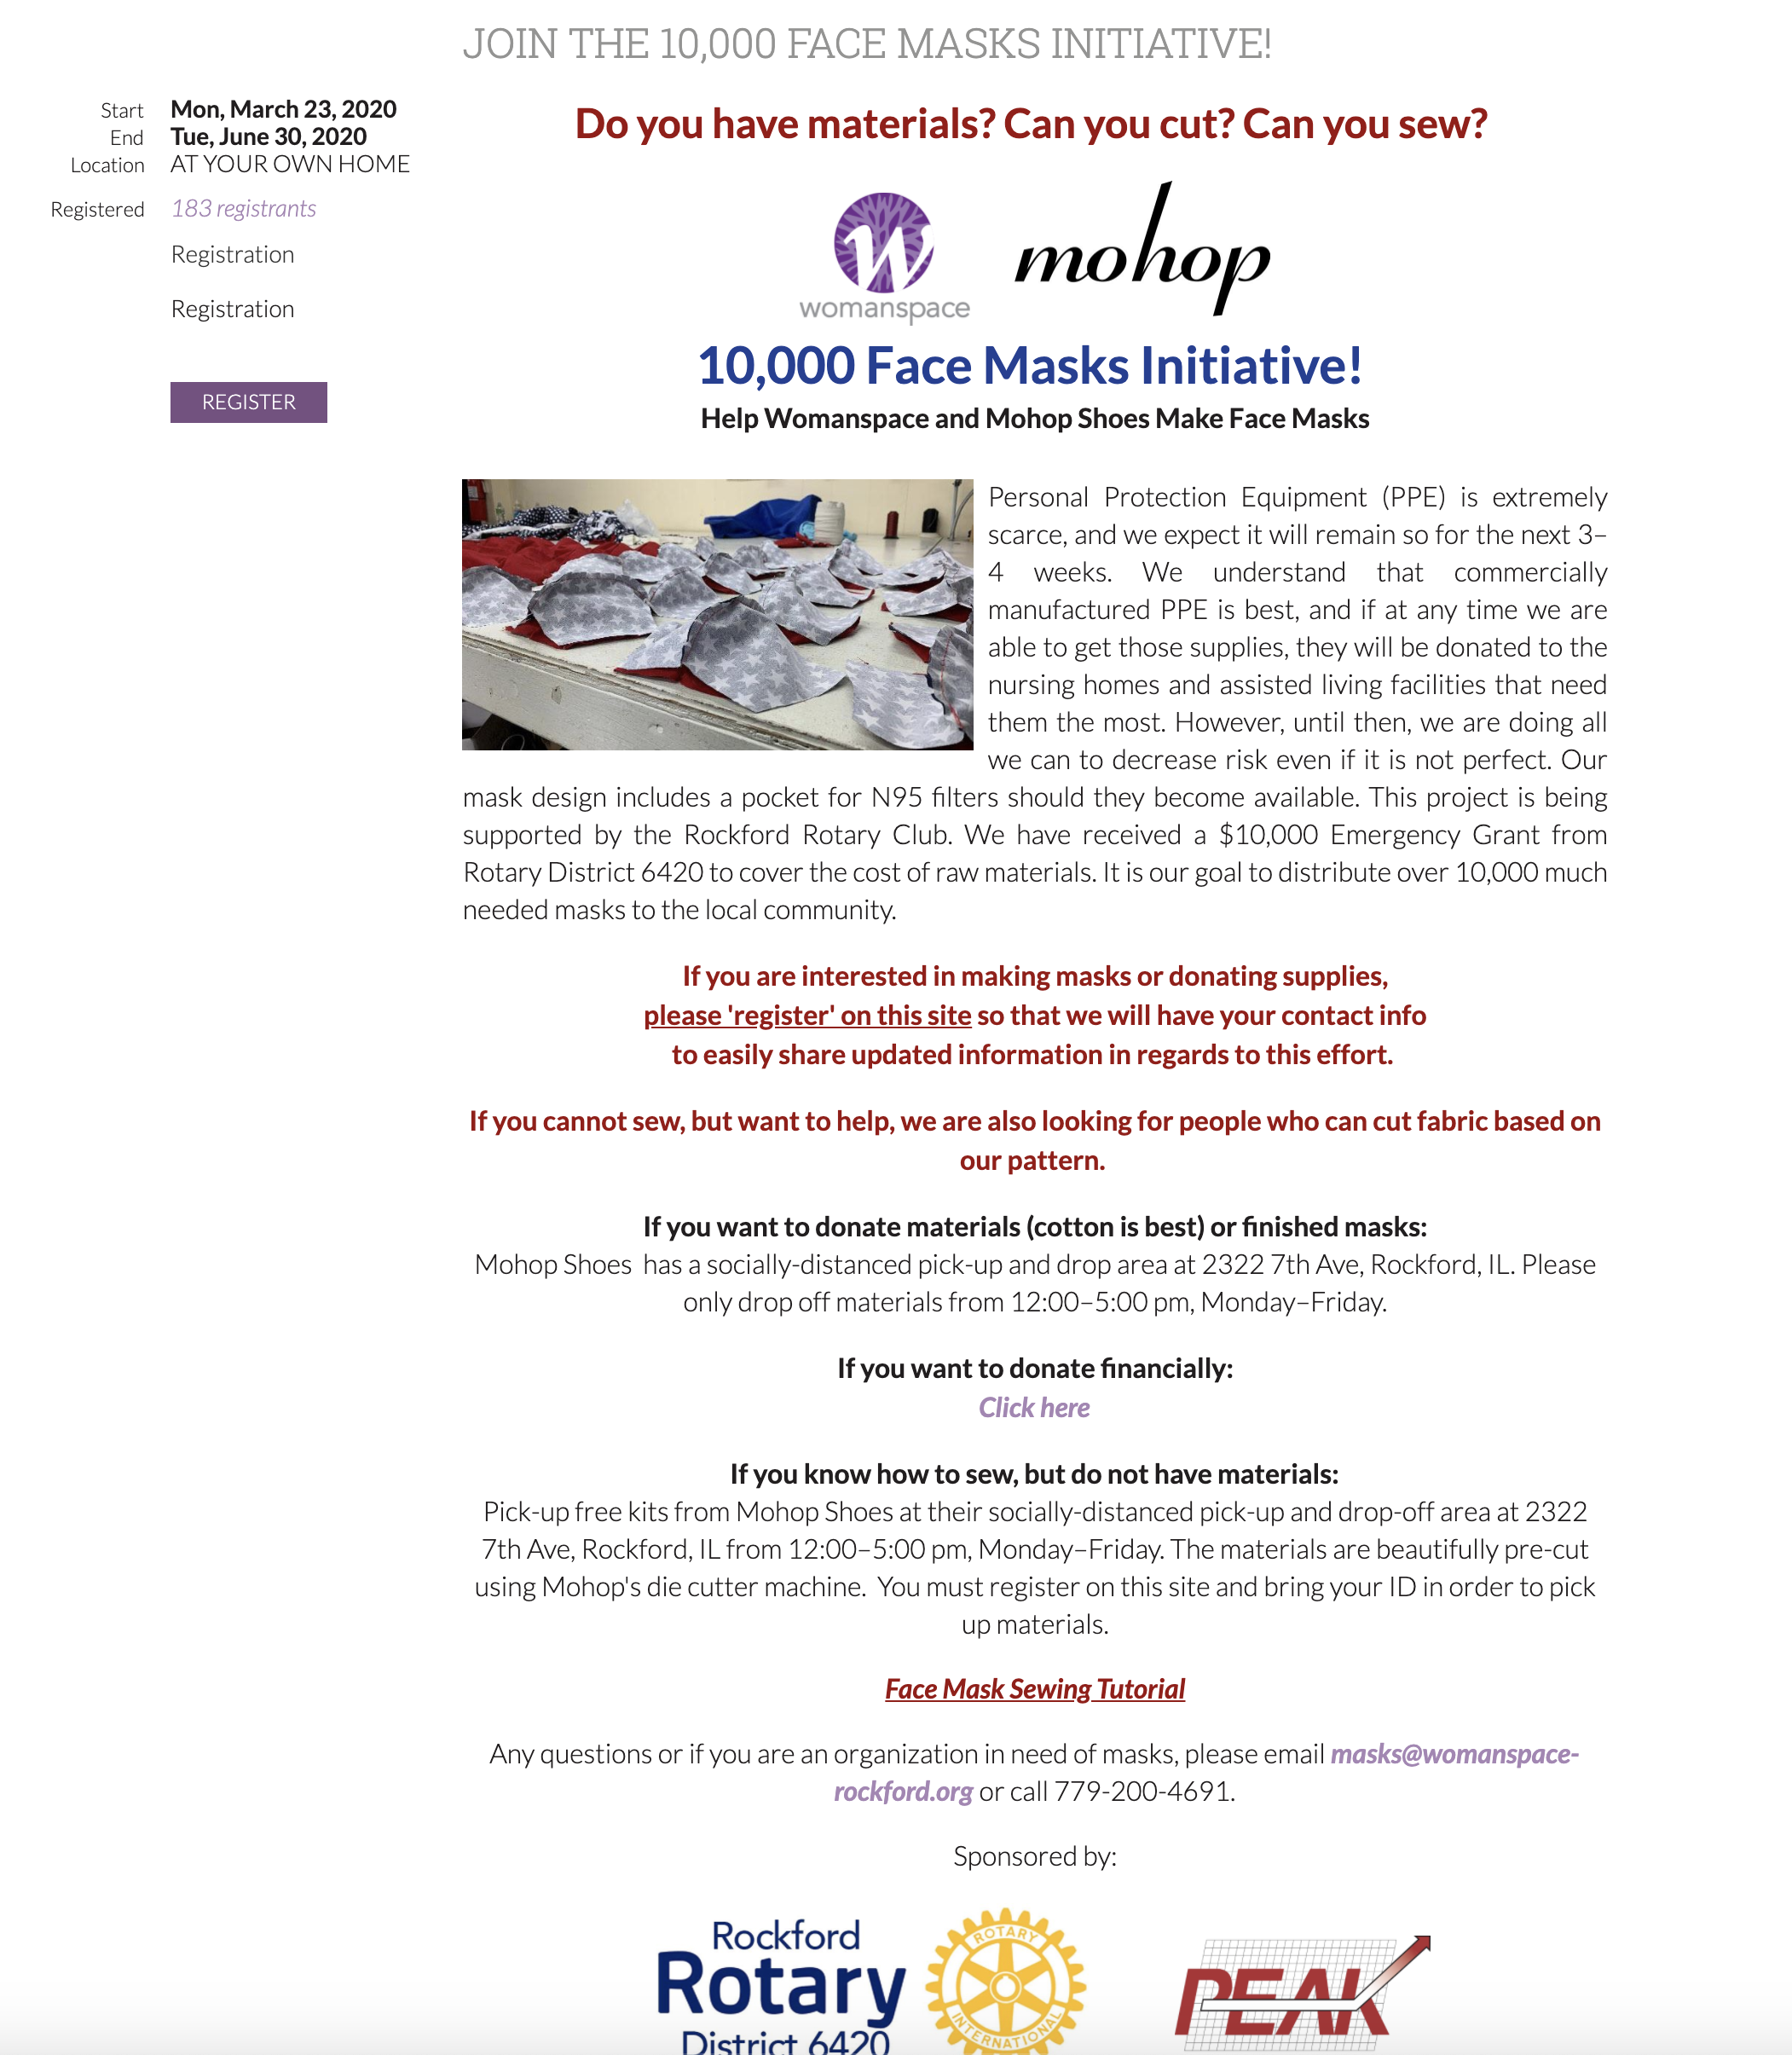 JOIN THE 10,000 FACE MASKS INITIATIVE!
Start Mon, March 23, 2020
End Tue, June 30, 2020
Location AT YOUR OWN HOME
Registered 183 registrants
Registration
Registration
REGISTER
Do you have materials? Can you cut? Can you sew?
w
womanspace
mohop
10,000 Face Masks Initiative!
Help Womanspace and Mohop Shoes Make Face Masks
Personal Protection Equipment (PPE) is extremely
scarce, and we expect it will remain so for the next 3–
4 weeks. We understand that commercially
manufactured PPE is best, and if at any time we are
able to get those supplies, they will be donated to the
nursing homes and assisted living facilities that need
them the most. However, until then, we are doing all
we can to decrease risk even if it is not perfect. Our
mask design includes a pocket for N95 filters should they become available. This project is being
supported by the Rockford Rotary Club. We have received a $10,000 Emergency Grant from
Rotary District 6420 to cover the cost of raw materials. It is our goal to distribute over 10,000 much
needed masks to the local community.
If you are interested in making masks or donating supplies,
please 'register' on this site so that we will have your contact info
to easily share updated information in regards to this effort.
If you cannot sew, but want to help, we are also looking for people who can cut fabric based on
our pattern.
If you want to donate materials (cotton is best) or finished masks:
Mohop Shoes has a socially-distanced pick-up and drop area at 2322 7th Ave, Rockford, IL. Please
only drop off materials from 12:00–5:00 pm, Monday–Friday.
If you want to donate financially:
Click here
If you know how to sew, but do not have materials:
Pick-up free kits from Mohop Shoes at their socially-distanced pick-up and drop-off area at 2322
7th Ave, Rockford, IL from 12:00–5:00 pm, Monday–Friday. The materials are beautifully pre-cut
using Mohop's die cutter machine. You must register on this site and bring your ID in order to pick
up materials.
Face Mask Sewing Tutorial
Any questions or if you are an organization in need of masks, please email masks@womanspace-
rockford.org or call 779-200-4691.
Sponsored by:
Rockford
Rotary
District 6420
ROTARY
INTERNATIONAL
PEAK